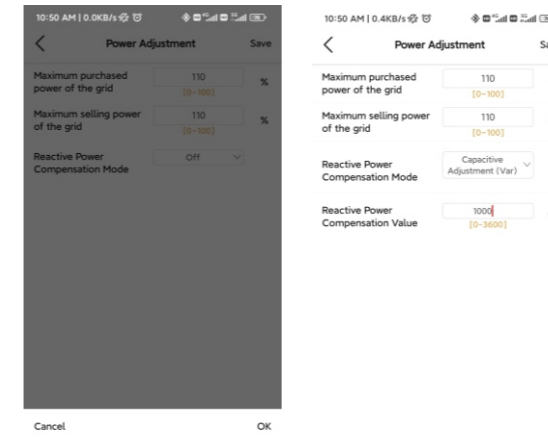 10:50 AM | 0.0KB/s
Power Adjustment Save
Maximum purchased
power of the grid
110
[0~100]
%
Maximum selling power
of the grid
110
[0~100]
%
Reactive Power
Compensation Mode
Off
Cancel OK
10:50 AM | 0.4KB/s
Power Adjustment Sa
Maximum purchased
power of the grid
110
[0~100]
Maximum selling power
of the grid
110
[0~100]
Reactive Power
Compensation Mode
Capacitive
Adjustment (Var)
Reactive Power
Compensation Value
1000
[0~3600]